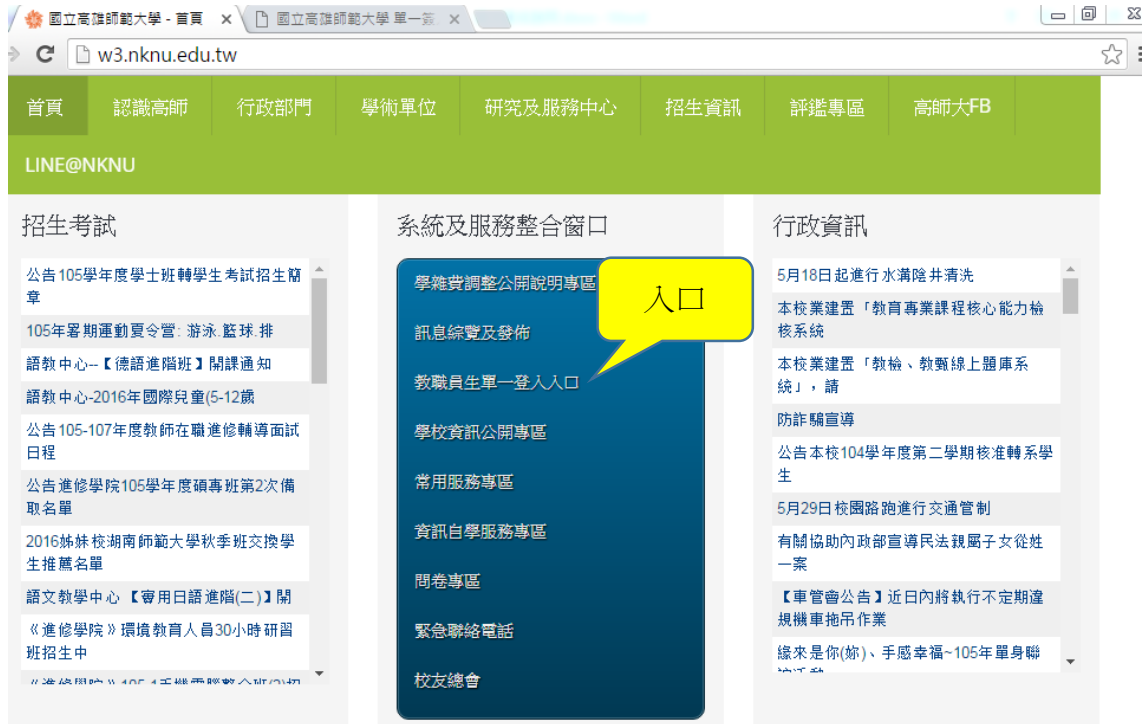 國立高雄師範大學 - 首頁
國立高雄師範大學 單一簽
w3.nknu.edu.tw
首頁 認識高師 行政部門 學術單位 研究及服務中心 招生資訊 評鑑專區 高師大FB
LINE@NKNU
招生考試
公告105學年度學士班轉學生考試招生簡
章
105年暑期運動夏令營: 游泳.籃球.排
語教中心--【德語進階班】開課通知
語教中心-2016年國際兒童(5-12歲
公告105-107年度教師在職進修輔導面試
日程
公告進修學院105學年度碩專班第2次備
取名單
2016姊妹校湖南師範大學秋季班交換學
生推薦名單
語文教學中心 【實用日語進階(二)】開
《進修學院》環境教育人員30小時研習
班招生中
系統及服務整合窗口
學雜費調整公開說明專區
入口
訊息綜覽及發佈
教職員生單一登入入口
學校資訊公開專區
常用服務專區
資訊自學服務專區
問卷專區
緊急聯絡電話
校友總會
行政資訊
5月18日起進行水溝陰井清洗
本校業建置「教育專業課程核心能力檢
核系統
本校業建置「教檢、教甄線上題庫系
統」，請
防詐騙宣導
公告本校104學年度第二學期核准轉系學
生
5月29日校園路跑進行交通管制
有關協助內政部宣導民法親屬子女從姓
一案
【車管會公告】近日內將執行不定期違
規機車拖吊作業
緣來是你(妳)、手感幸福~105年單身聯